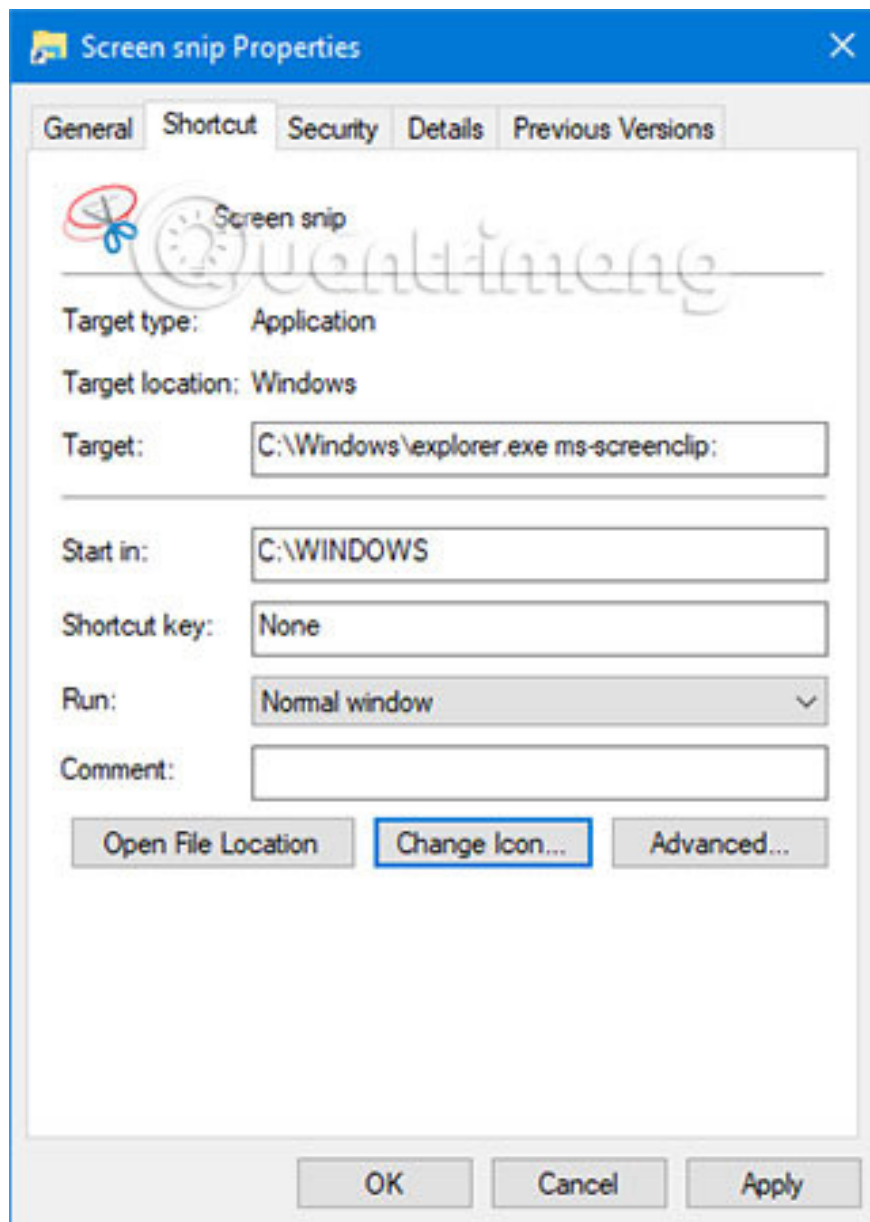 Screen snip Properties
General Shortcut Security Details Previous Versions
Screen snip
Quantrimang
Target type: Application
Target location: Windows
Target: C:\Windows\explorer.exe ms-screenclip:
Start in: C:\WINDOWS
Shortcut key: None
Run: Normal window
Comment:
Open File Location Change Icon... Advanced...
OK Cancel Apply